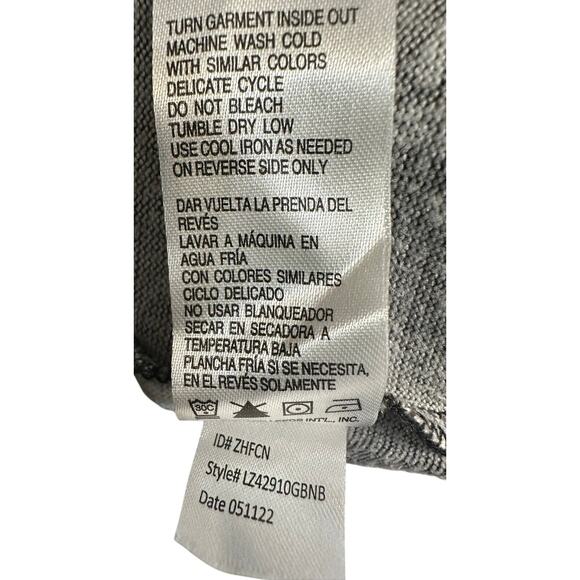 TURN GARMENT INSIDE OUT
MACHINE WASH COLD
WITH SIMILAR COLORS
DELICATE CYCLE
DO NOT BLEACH
TUMBLE DRY LOW
USE COOL IRON AS NEEDED
ON REVERSE SIDE ONLY
DAR VUELTA LA PRENDA DEL
REVÉS
LAVAR A MÁQUINA EN
AGUA FRÍA
CON COLORES SIMILARES
CICLO DELICADO
NO USAR BLANQUEADOR
SECAR EN SECADORA A
TEMPERATURA BAJA
PLANCHA FRÍA SI SE NECESITA,
EN EL REVÉS SOLAMENTE
30C
INT'L., INC.
ID# ZHFCN
Style# LZ42910GBNB
Date 051122